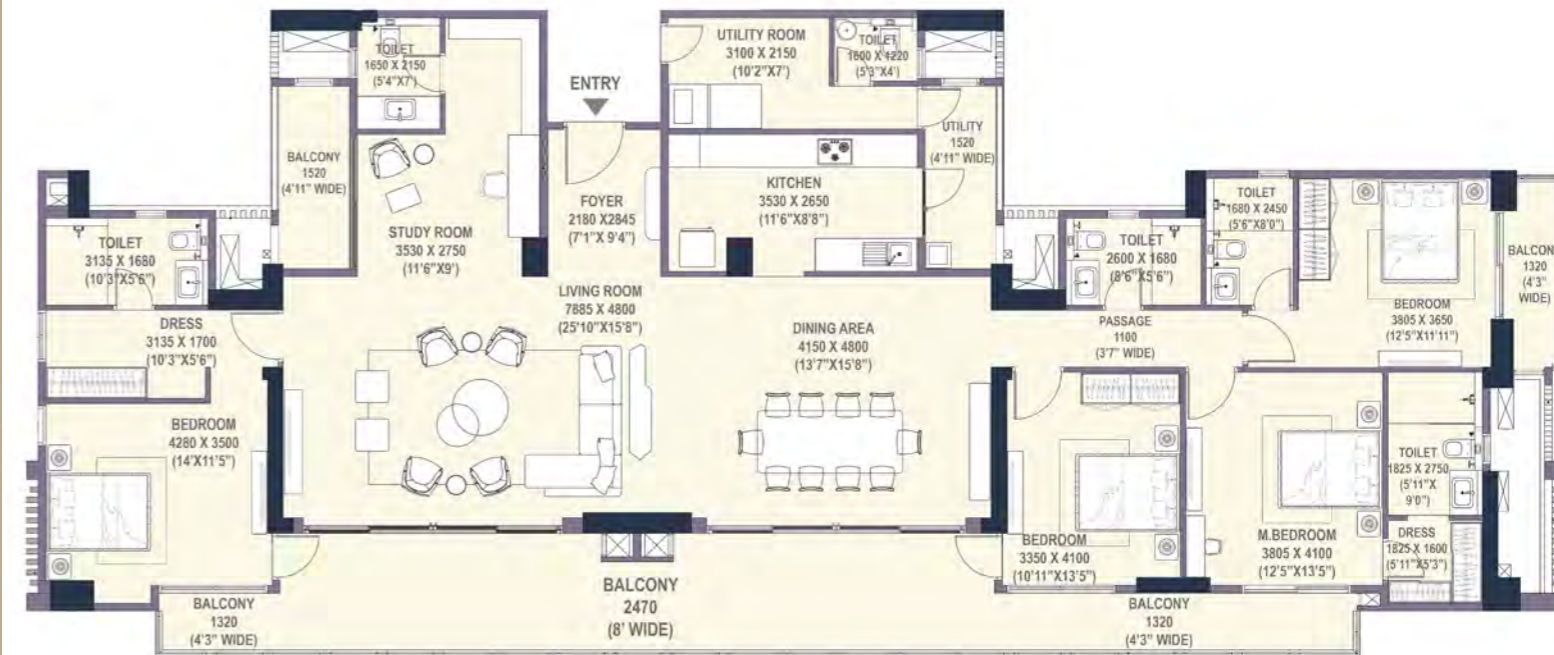 TOILET
1650 X 2150
(5'4"X7')
ENTRY
UTILITY ROOM
3100 X 2150
(10'2"X7')
TOILET
1600 X 1220
(5'3"X4')
BALCONY
1520
(4'11" WIDE)
UTILITY
1520
(4'11" WIDE)
FOYER
2180 X2845
(7'1"X 9'4")
KITCHEN
3530 X 2650
(11'6"X8'8")
STUDY ROOM
3530 X 2750
(11'6"X9')
TOILET
3135 X 1680
(10'3"X5'6")
TOILET
2600 X 1680
(8'6"X5'6")
TOILET
1680 X 2450
(5'6"X8'0")
BALCON
1320
(4'3"
WIDE)
BEDROOM
3805 X 3650
(12'5"X11'11")
LIVING ROOM
7885 X 4800
(25'10"X15'8")
DRESS
3135 X 1700
(10'3"X5'6")
DINING AREA
4150 X 4800
(13'7"X15'8")
PASSAGE
1100
(3'7" WIDE)
BEDROOM
4280 X 3500
(14'X11'5")
TOILET
1825 X 2750
(5'11"X
9'0")
BEDROOM
3350 X 4100
(10'11"X13'5")
M.BEDROOM
3805 X 4100
(12'5"X13'5")
DRESS
1825 X 1600
(5'11"X5'3")
BALCONY
1320
(4'3" WIDE)
BALCONY
2470
(8' WIDE)
BALCONY
1320
(4'3" WIDE)